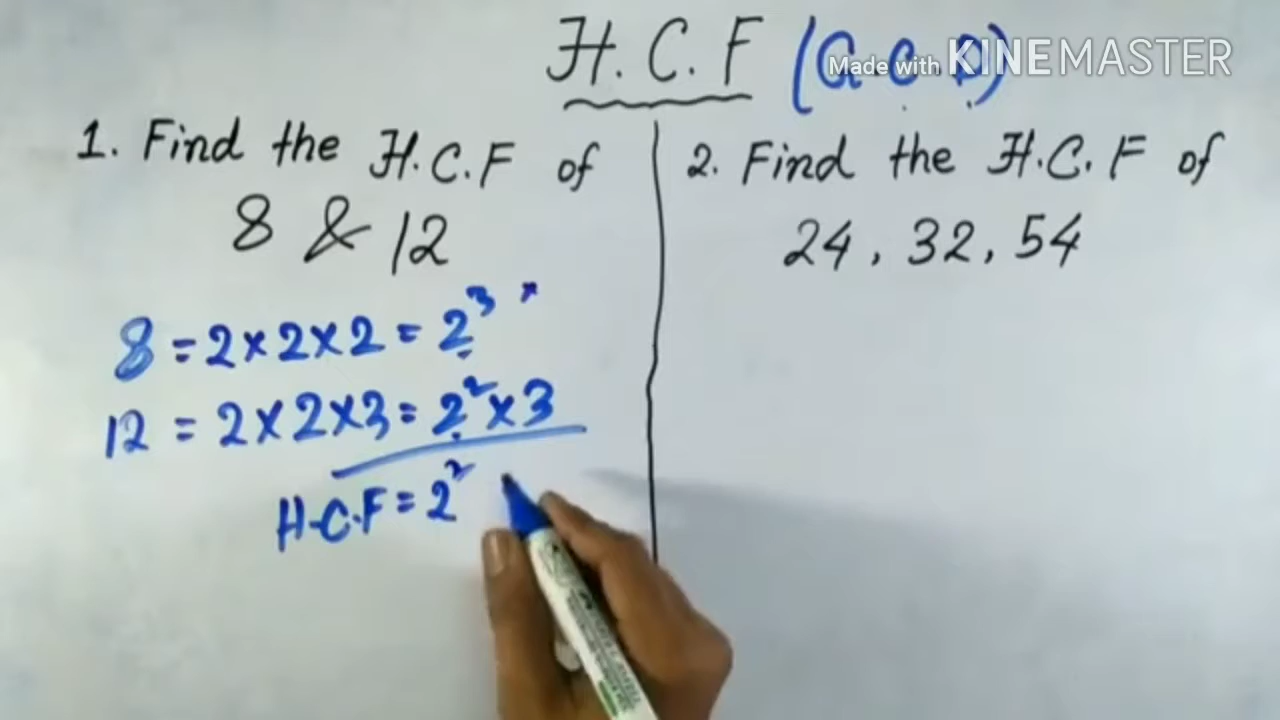 H.C.F (G.C.D)
Made with KINEMASTER
1. Find the H.C.F of
8 & 12
8 = 2×2×2 = 2³ ×
12 = 2×2×3 = 2²×3
H.C.F = 2²
2. Find the H.C.F of
24, 32, 54